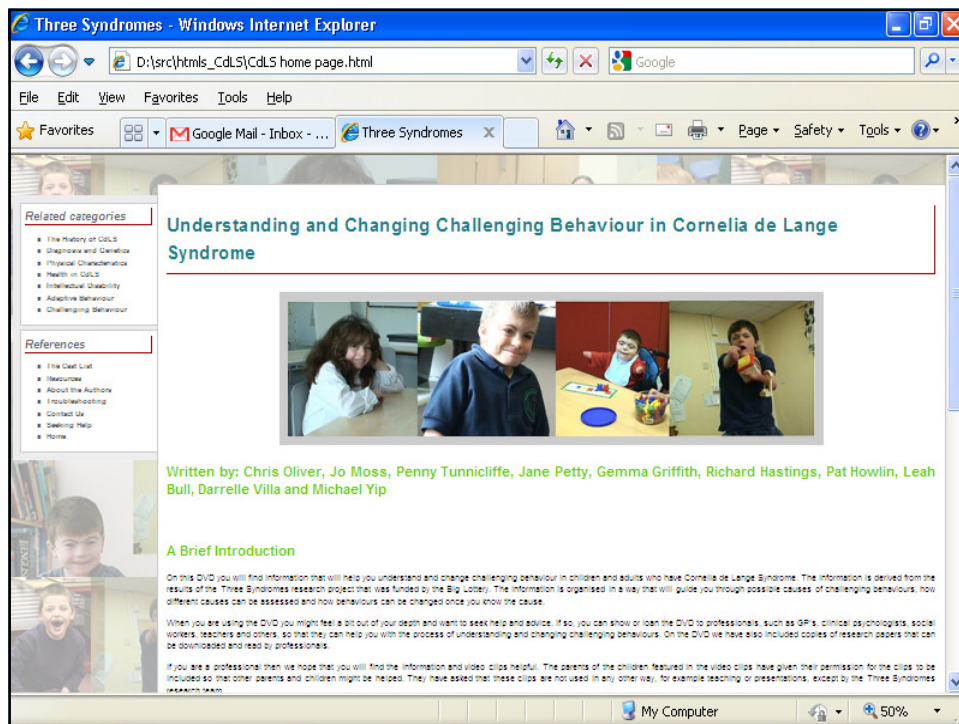 Three Syndromes - Windows Internet Explorer
D:\src\htmls_CdLS\CdLS home page.html
Google
File Edit View Favorites Tools Help
Favorites
Google Mail - Inbox - ...
Three Syndromes
X
Page
Safety
Tools
»
Related categories
The History of CdLS
Diagnosis and Genetics
Physical Characteristics
Health in CdLS
Intellectual Disability
Adaptive Behaviour
Challenging Behaviour
References
The Cast List
Resources
About the Authors
Troubleshooting
Contact Us
Seeking Help
Home
Understanding and Changing Challenging Behaviour in Cornelia de Lange
Syndrome
Written by: Chris Oliver, Jo Moss, Penny Tunnicliffe, Jane Petty, Gemma Griffith, Richard Hastings, Pat Howlin, Leah
Bull, Darrelle Villa and Michael Yip
A Brief Introduction
On this DVD you will find information that will help you understand and change challenging behaviour in children and adults who have Cornelia de Lange Syndrome. The information is derived from the
results of the Three Syndromes research project that was funded by the Big Lottery. The information is organised in a way that will guide you through possible causes of challenging behaviours, how
different causes can be assessed and how behaviours can be changed once you know the cause.
When you are using the DVD you might feel a bit out of your depth and want to seek help and advice. If so, you can show or loan the DVD to professionals, such as GP's, clinical psychologists, social
workers, teachers and others, so that they can help you with the process of understanding and changing challenging behaviours. On the DVD we have also included copies of research papers that can
be downloaded and read by professionals.
If you are a professional then we hope that you will find the information and video clips helpful. The parents of the children featured in the video clips have given their permission for the clips to be
included so that other parents and children might be helped. They have asked that these clips are not used in any other way, for example teaching or presentations, except by the Three Syndromes
research team
My Computer
50%